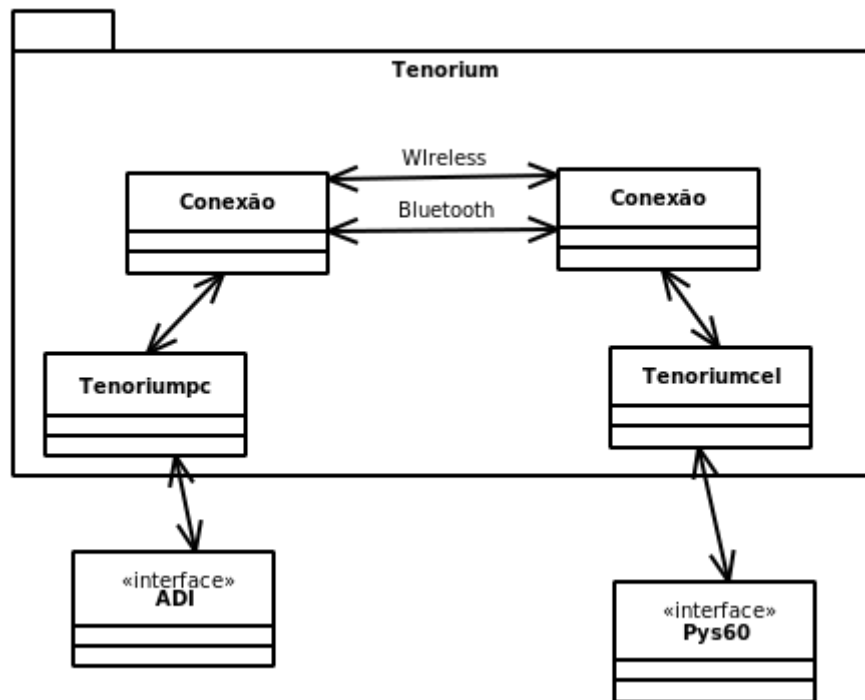 Tenorium
WIreless
Conexão
Conexão
Bluetooth
Tenoriumpc
Tenoriumcel
«interface»
ADI
«interface»
Pys60